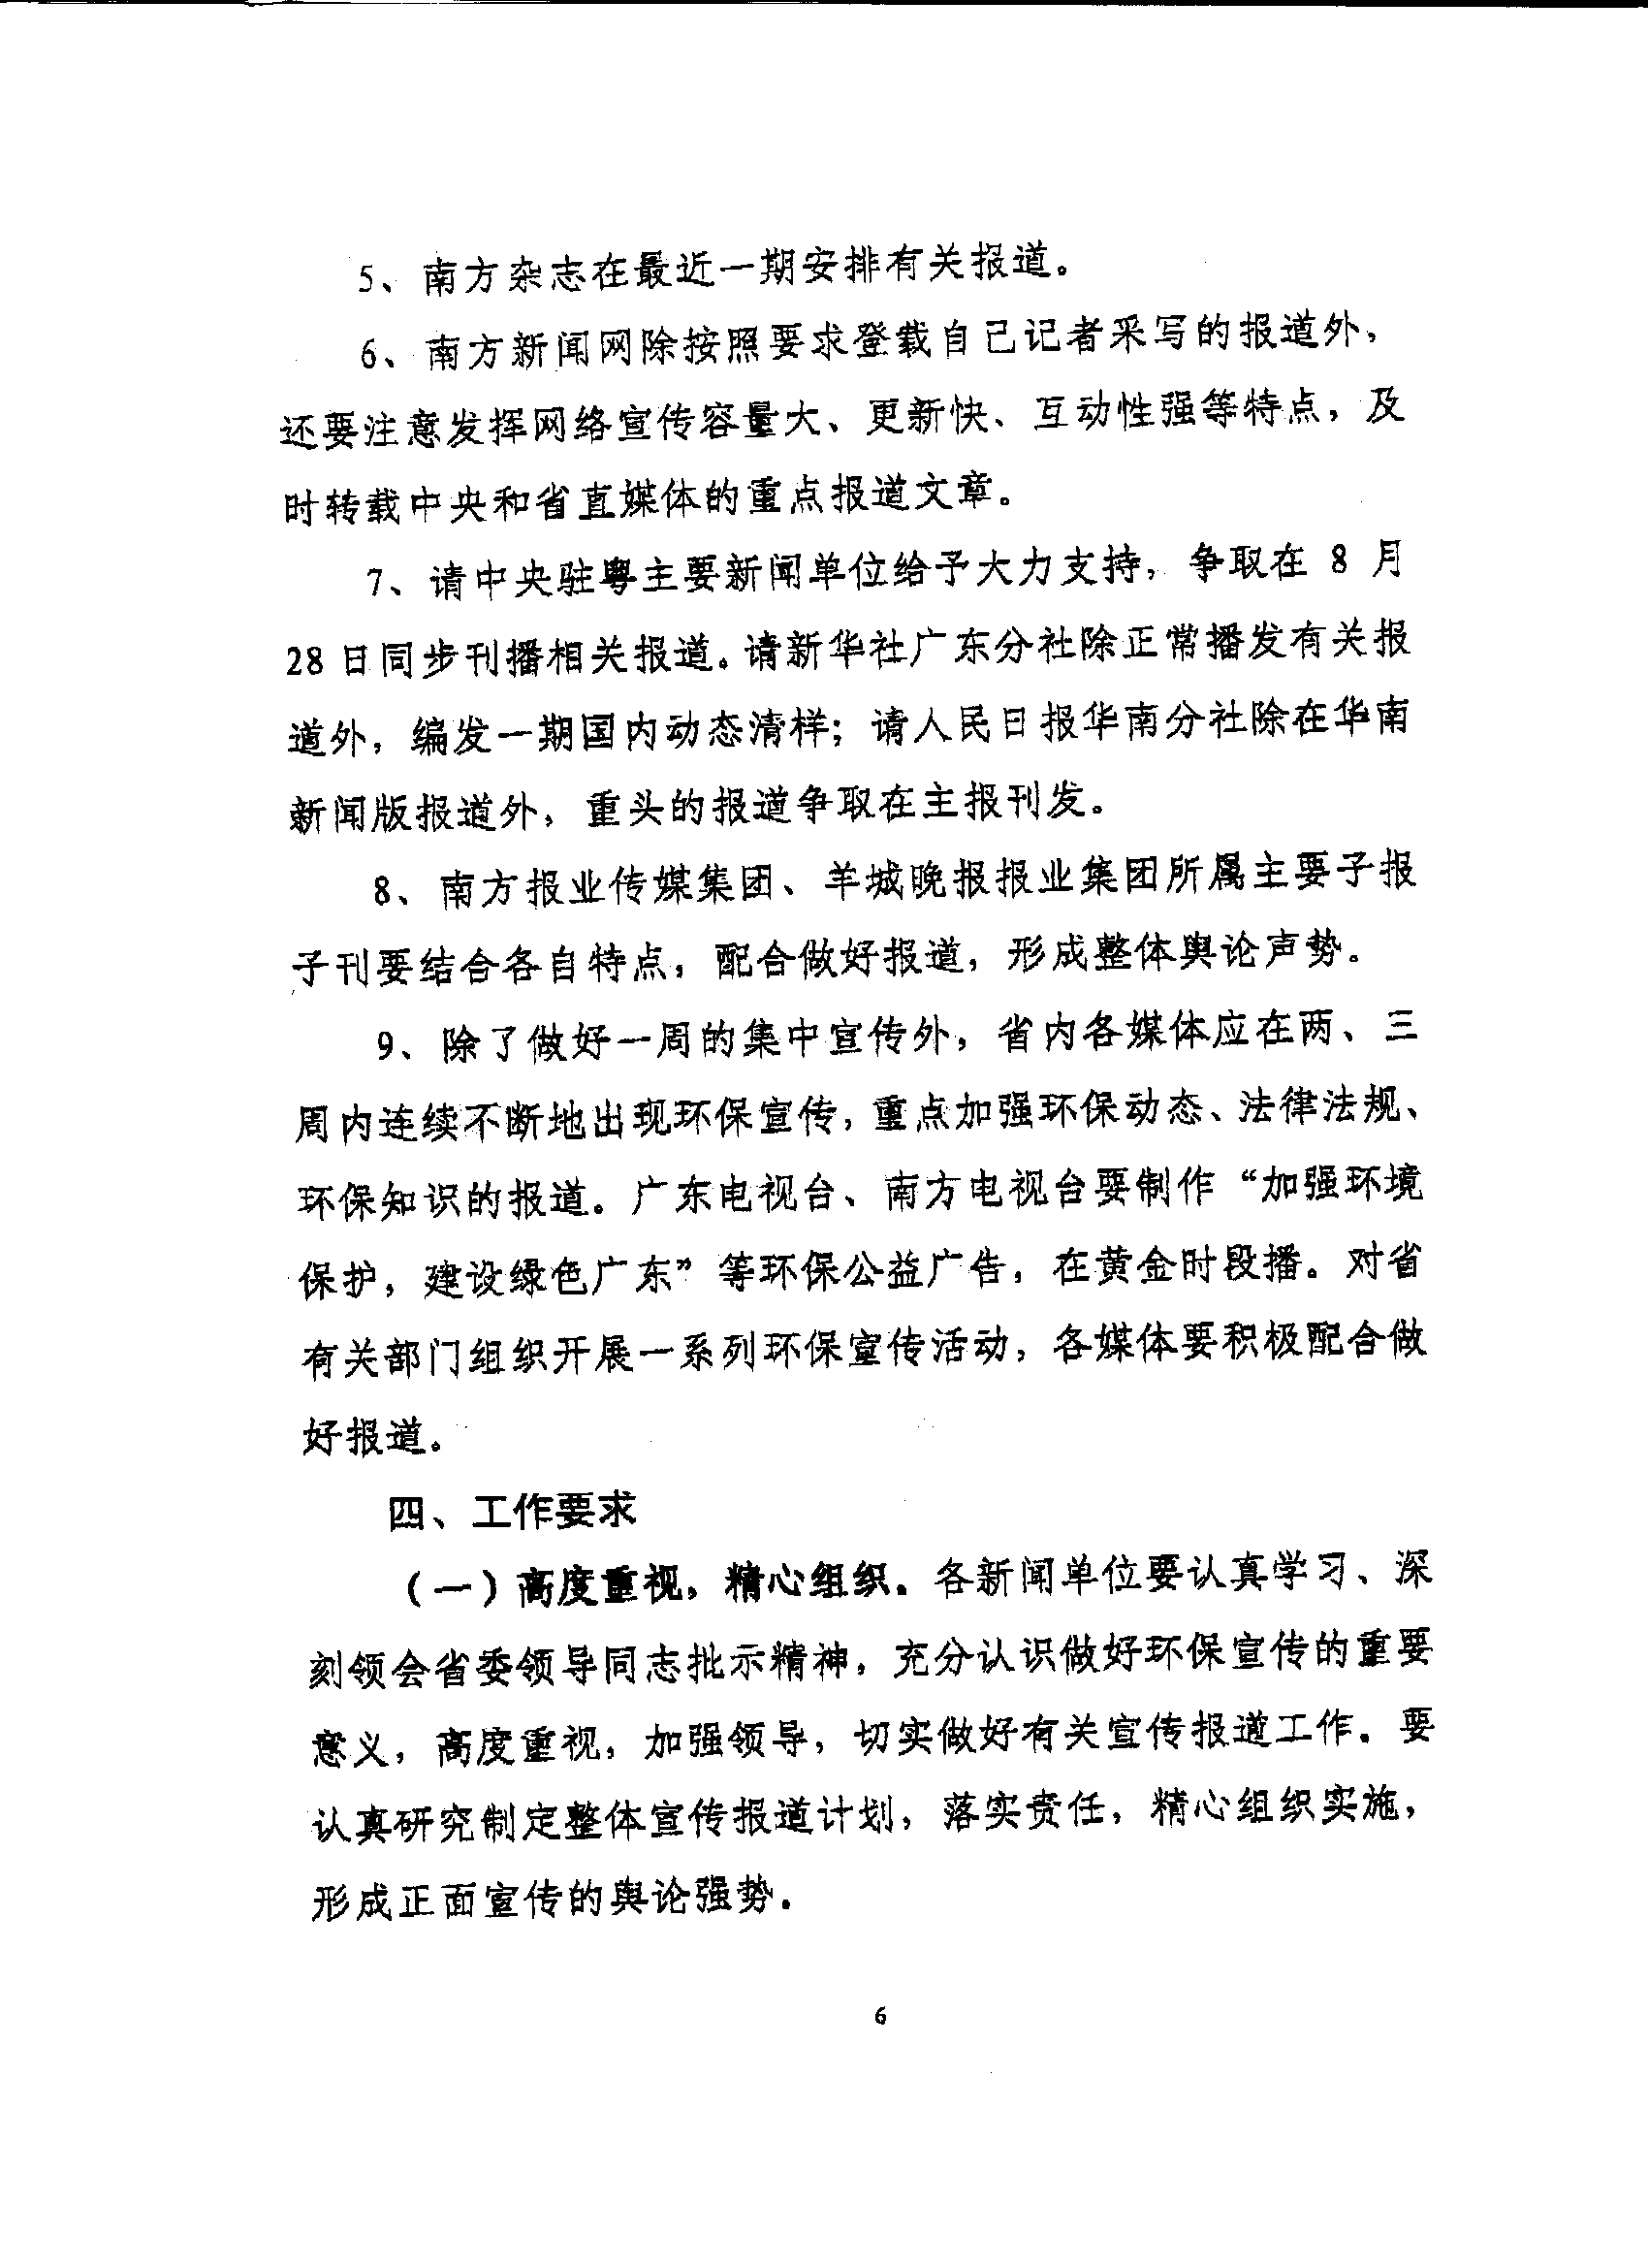 5、南方杂志在最近一期安排有关报道。
6、南方新闻网除按照要求登载自己记者采写的报道外，
还要注意发挥网络宣传容量大、更新快、互动性强等特点，及
时转载中央和省直媒体的重点报道文章。
7、请中央驻粤主要新闻单位给予大力支持，争取在 8 月
28 日同步刊播相关报道。请新华社广东分社除正常播发有关报
道外，编发一期国内动态清样；请人民日报华南分社除在华南
新闻版报道外，重头的报道争取在主报刊发。
8、南方报业传媒集团、羊城晚报报业集团所属主要子报
子刊要结合各自特点，配合做好报道，形成整体舆论声势。
9、除了做好一周的集中宣传外，省内各媒体应在两、三
周内连续不断地出现环保宣传，重点加强环保动态、法律法规、
环保知识的报道。广东电视台、南方电视台要制作“加强环境
保护，建设绿色广东”等环保公益广告，在黄金时段播。对省
有关部门组织开展一系列环保宣传活动，各媒体要积极配合做
好报道。
四、工作要求
（一）高度重视，精心组织。各新闻单位要认真学习、深
刻领会省委领导同志批示精神，充分认识做好环保宣传的重要
意义，高度重视，加强领导，切实做好有关宣传报道工作。要
认真研究制定整体宣传报道计划，落实责任，精心组织实施，
形成正面宣传的舆论强势。
6